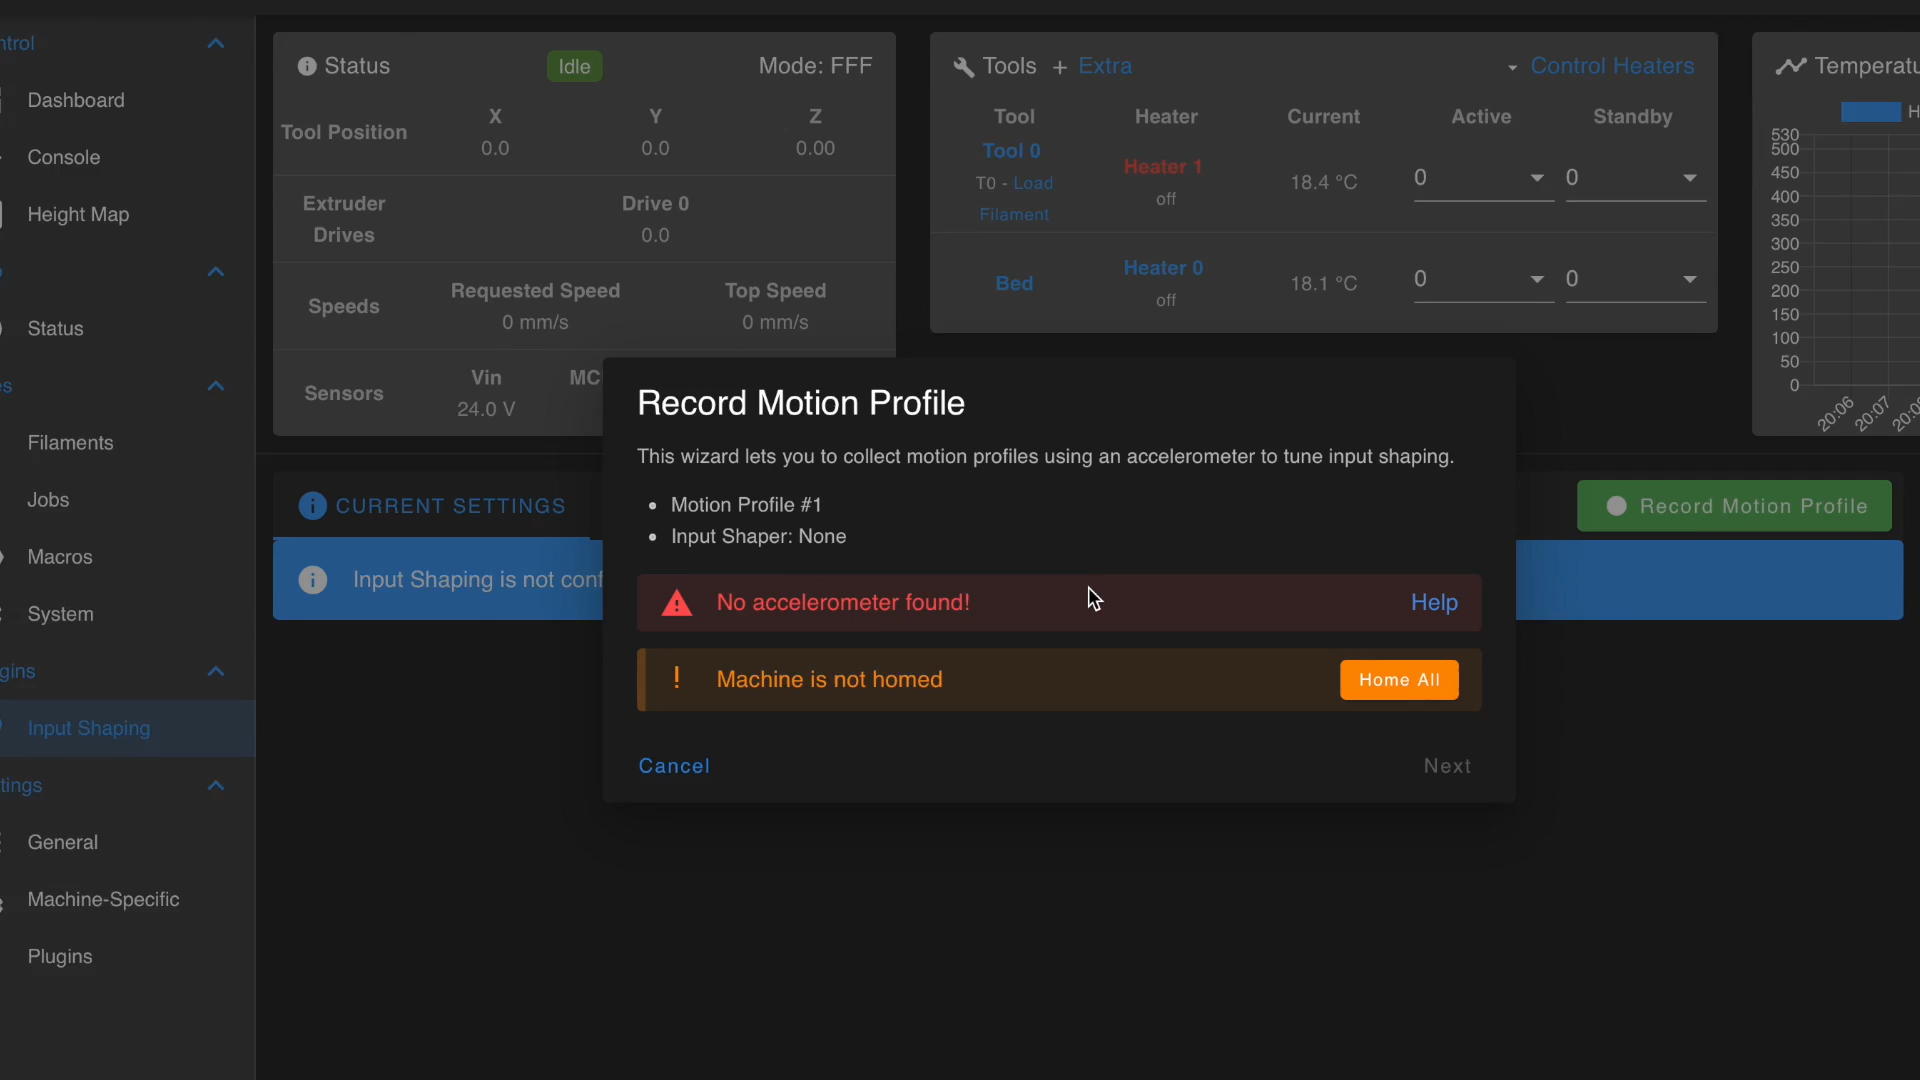 ntrol
Dashboard
Console
Height Map
Status
es
Filaments
Jobs
Macros
System
gins
Input Shaping
tings
General
Machine-Specific
Plugins
Status
Idle
Mode: FFF
Tool Position
X
Y
Z
0.0
0.0
0.00
Extruder
Drives
Drive 0
0.0
Speeds
Requested Speed
Top Speed
0 mm/s
0 mm/s
Sensors
Vin
MC
24.0 V
Tools + Extra
Control Heaters
Tool
Heater
Current
Active
Standby
Tool 0
T0 - Load
Filament
Heater 1
off
18.4 °C
0
0
Bed
Heater 0
off
18.1 °C
0
0
Temperatu
H
530
500
450
400
350
300
250
200
150
100
50
0
20:06
20:07
20:08
CURRENT SETTINGS
Record Motion Profile
Input Shaping is not conf
Record Motion Profile
This wizard lets you to collect motion profiles using an accelerometer to tune input shaping.
• Motion Profile #1
• Input Shaper: None
No accelerometer found!
Help
! Machine is not homed
Home All
Cancel
Next